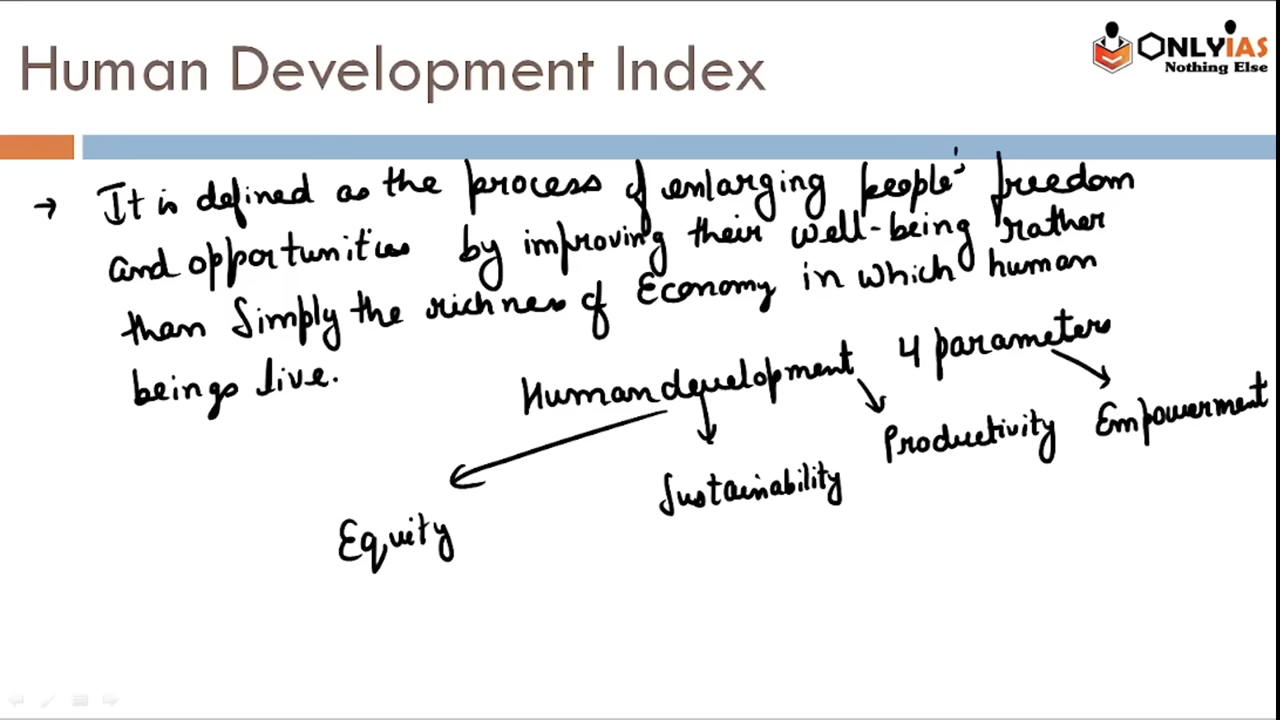 Human Development Index
ONLYIAS
Nothing Else
→ It is defined as the process of enlarging people's freedom
and opportunities by improving their well-being rather
than simply the richness of Economy in which human
beings live.
Human development 4 parameters
Equity
Sustainability
Productivity
Empowerment